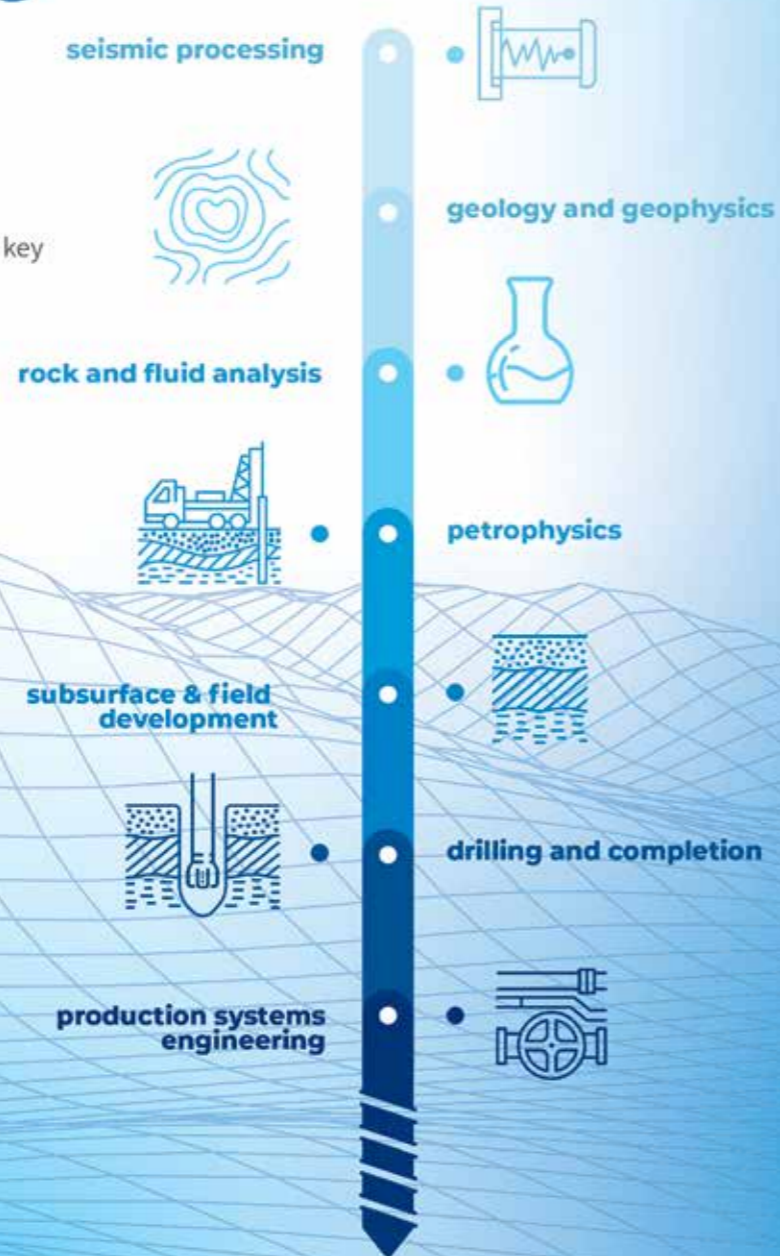 seismic processing
geology and geophysics
key
rock and fluid analysis
petrophysics
subsurface & field
development
drilling and completion
production systems
engineering